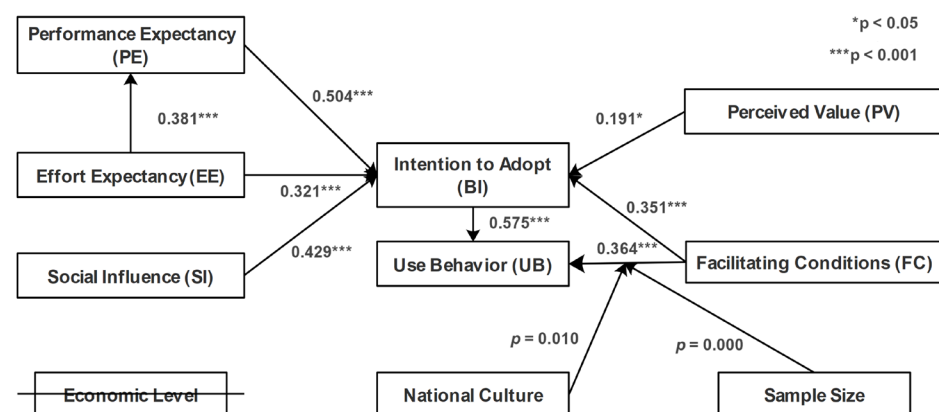 Performance Expectancy
(PE)
*p < 0.05
***p < 0.001
0.504***
0.381***
0.191*
Perceived Value (PV)
Effort Expectancy (EE)
0.321***
Intention to Adopt
(BI)
0.351***
0.575***
0.429***
Social Influence (SI)
Use Behavior (UB)
0.364***
Facilitating Conditions (FC)
p = 0.010
p = 0.000
Economic Level
National Culture
Sample Size